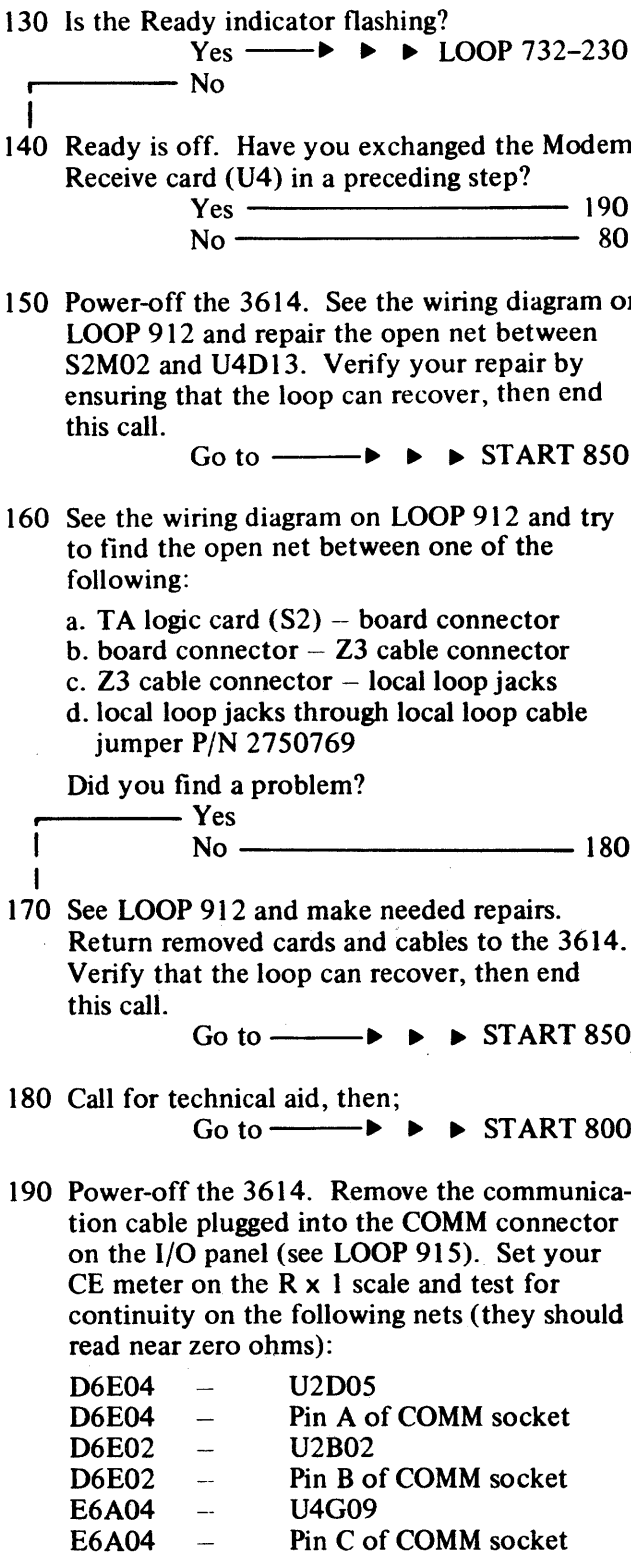 130 Is the Ready indicator flashing?
Yes ——▶ ▶ ▶ LOOP 732–230
No
140 Ready is off. Have you exchanged the Modem
Receive card (U4) in a preceding step?
Yes —— 190
No —— 80
150 Power-off the 3614. See the wiring diagram on
LOOP 912 and repair the open net between
S2M02 and U4D13. Verify your repair by
ensuring that the loop can recover, then end
this call.
Go to ——▶ ▶ ▶ START 850
160 See the wiring diagram on LOOP 912 and try
to find the open net between one of the
following:
a. TA logic card (S2) – board connector
b. board connector – Z3 cable connector
c. Z3 cable connector – local loop jacks
d. local loop jacks through local loop cable
jumper P/N 2750769
Did you find a problem?
Yes
No —— 180
170 See LOOP 912 and make needed repairs.
Return removed cards and cables to the 3614.
Verify that the loop can recover, then end
this call.
Go to ——▶ ▶ ▶ START 850
180 Call for technical aid, then;
Go to ——▶ ▶ ▶ START 800
190 Power-off the 3614. Remove the communica-
tion cable plugged into the COMM connector
on the I/O panel (see LOOP 915). Set your
CE meter on the R x 1 scale and test for
continuity on the following nets (they should
read near zero ohms):
D6E04 – U2D05
D6E04 – Pin A of COMM socket
D6E02 – U2B02
D6E02 – Pin B of COMM socket
E6A04 – U4G09
E6A04 – Pin C of COMM socket